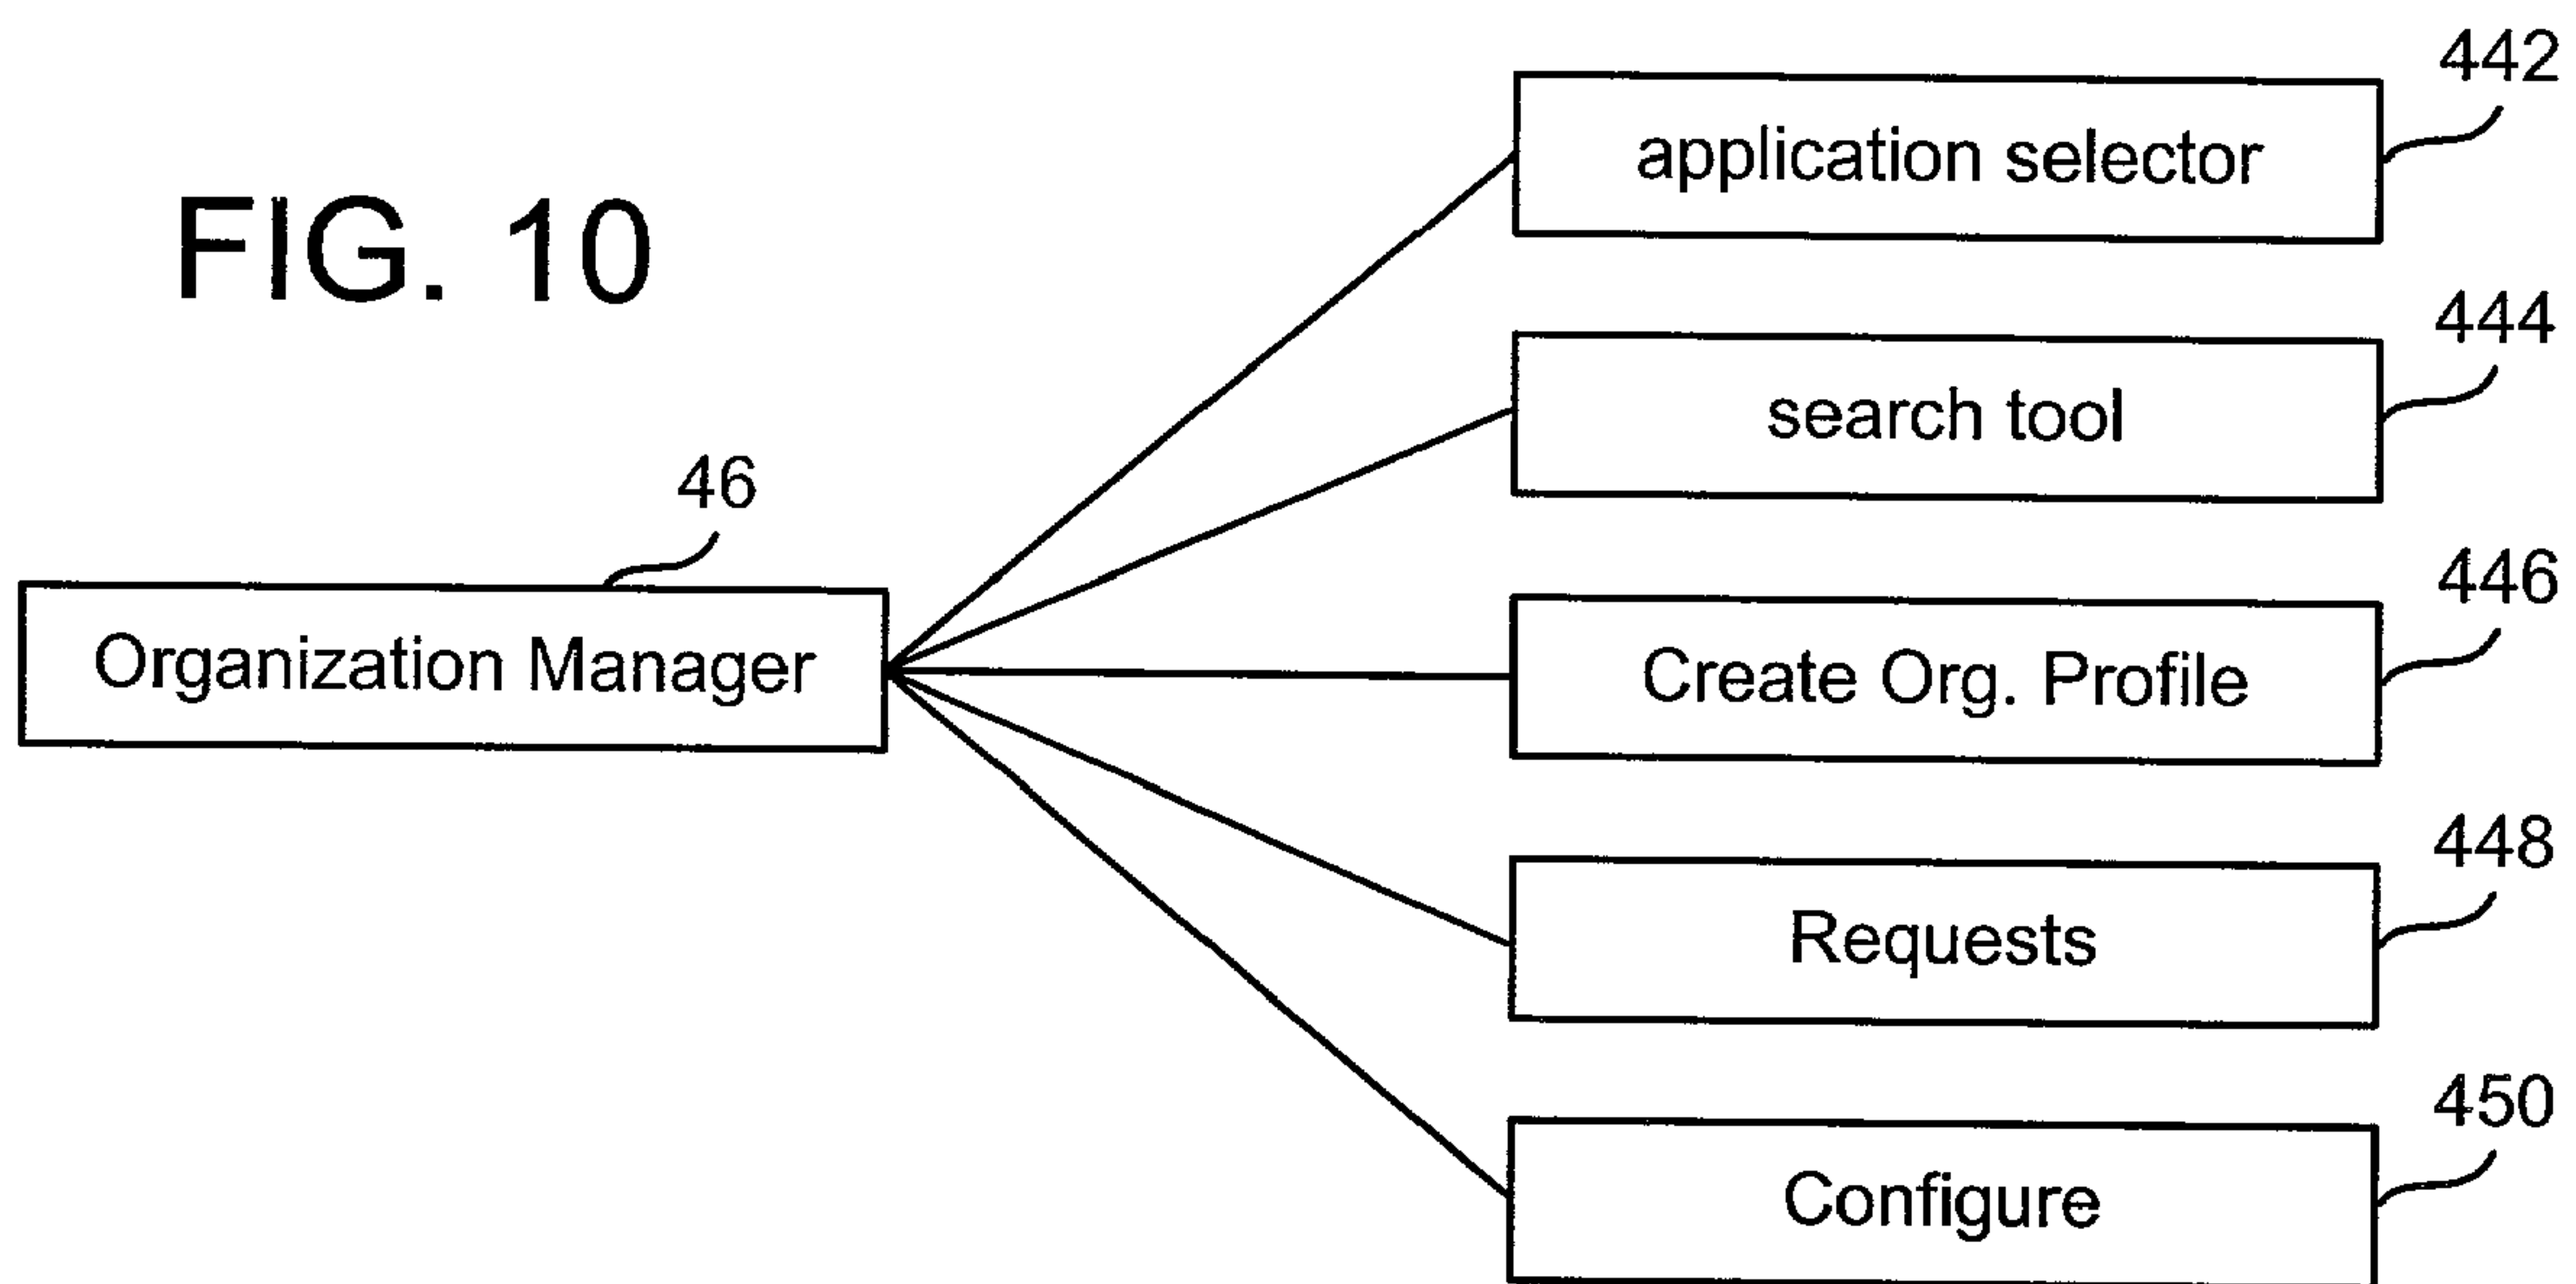 FIG. 10
442
application selector
444
search tool
46
Organization Manager
446
Create Org. Profile
448
Requests
450
Configure